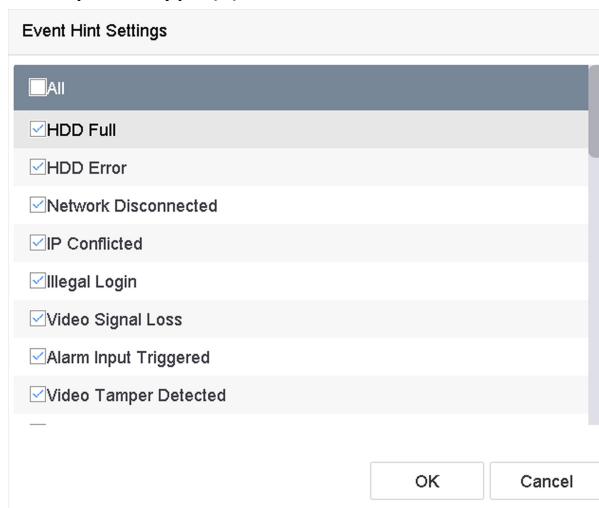 Event Hint Settings
All
HDD Full
HDD Error
Network Disconnected
IP Conflicted
Illegal Login
Video Signal Loss
Alarm Input Triggered
Video Tamper Detected
OK Cancel